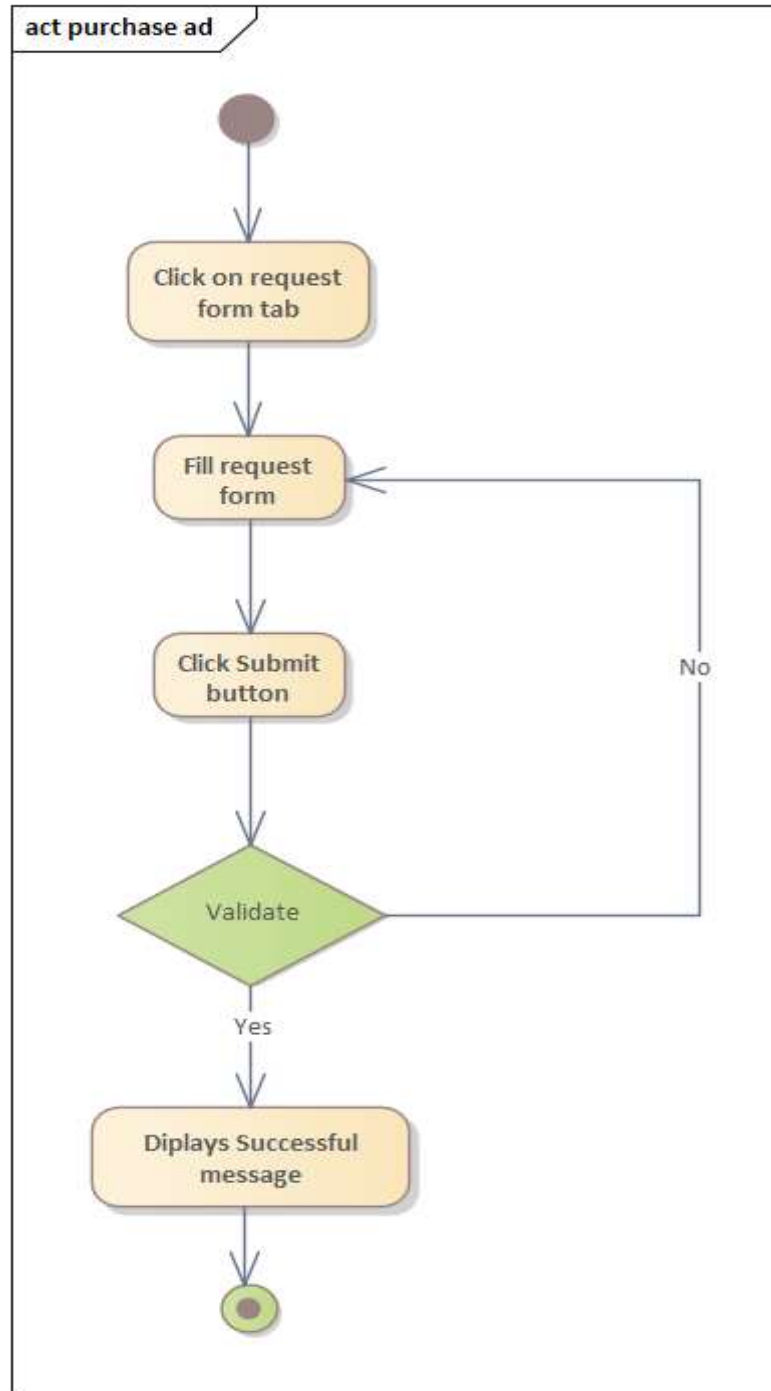 act purchase ad
Click on request
form tab
Fill request
form
Click Submit
button
No
Validate
Yes
Diplays Successful
message